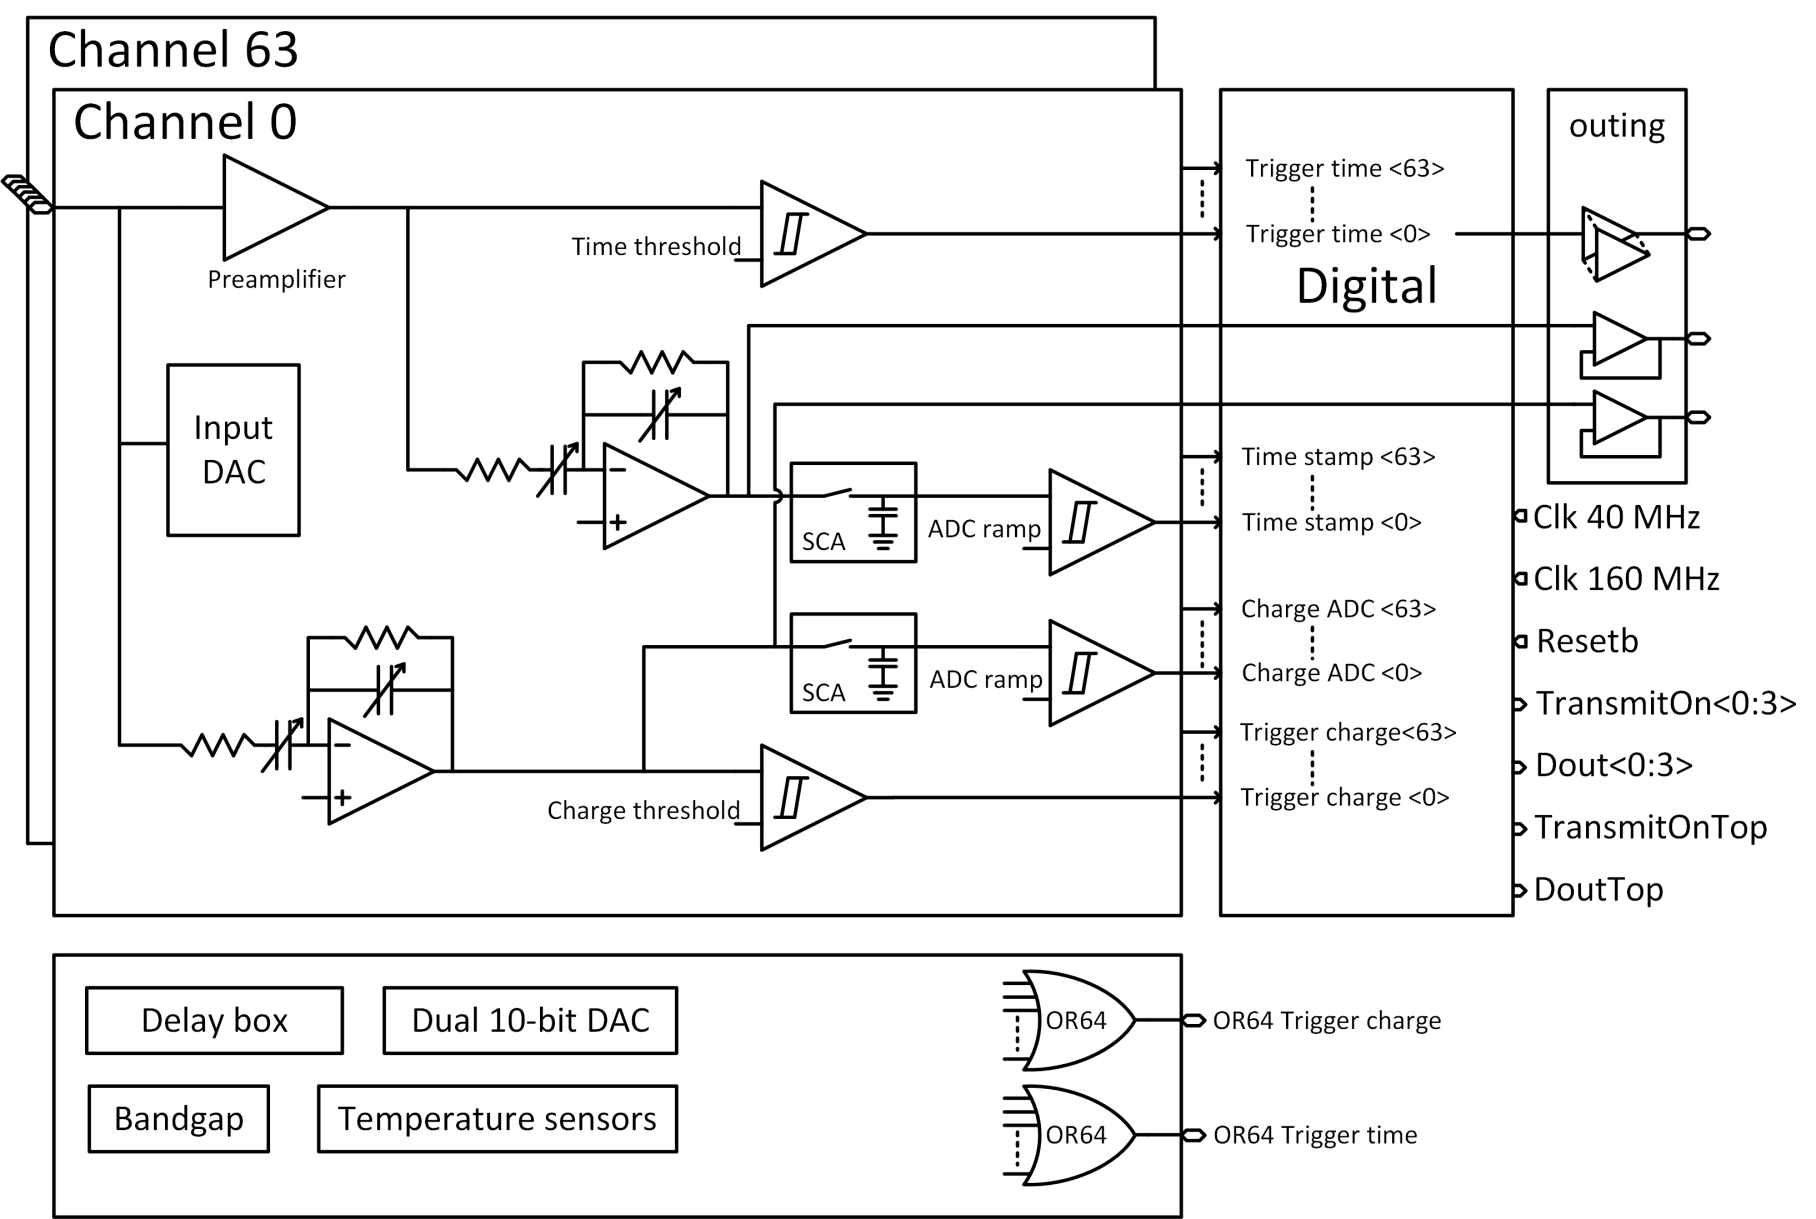 Channel 63
Channel 0
outing
Trigger time <63>
Time threshold
Trigger time <0>
Preamplifier
Digital
Input
DAC
−
+
Time stamp <63>
SCA
ADC ramp
Time stamp <0>
Clk 40 MHz
Clk 160 MHz
Charge ADC <63>
Resetb
SCA
ADC ramp
Charge ADC <0>
TransmitOn<0:3>
−
+
Trigger charge<63>
Dout<0:3>
Charge threshold
Trigger charge <0>
TransmitOnTop
DoutTop
Delay box
Dual 10-bit DAC
OR64
OR64 Trigger charge
Bandgap
Temperature sensors
OR64
OR64 Trigger time